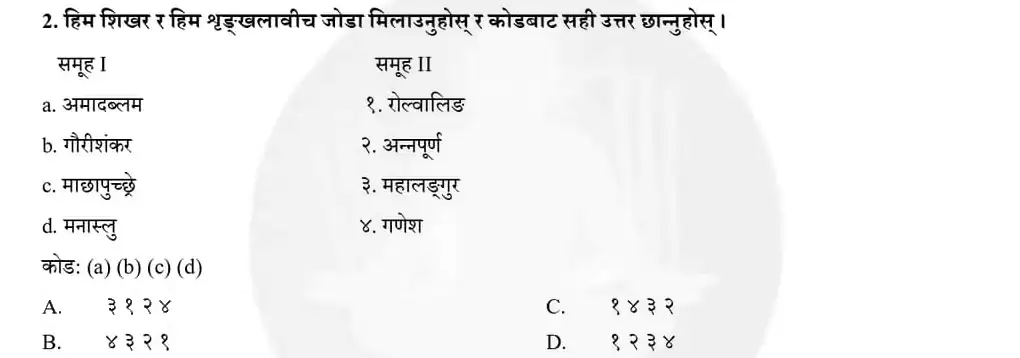 2. हिम शिखर र हिम शृङ्खलावीच जोडा मिलाउनुहोस् र कोडबाट सही उत्तर छान्नुहोस् ।
समूह I समूह II
a. अमादब्लम १. रोल्वालिङ
b. गौरीशंकर २. अन्नपूर्ण
c. माछापुच्छ्रे ३. महालङ्गुर
d. मनास्लु ४. गणेश
कोड: (a) (b) (c) (d)
A. ३ १ २ ४ C. १ ४ ३ २
B. ४ ३ २ १ D. १ २ ३ ४